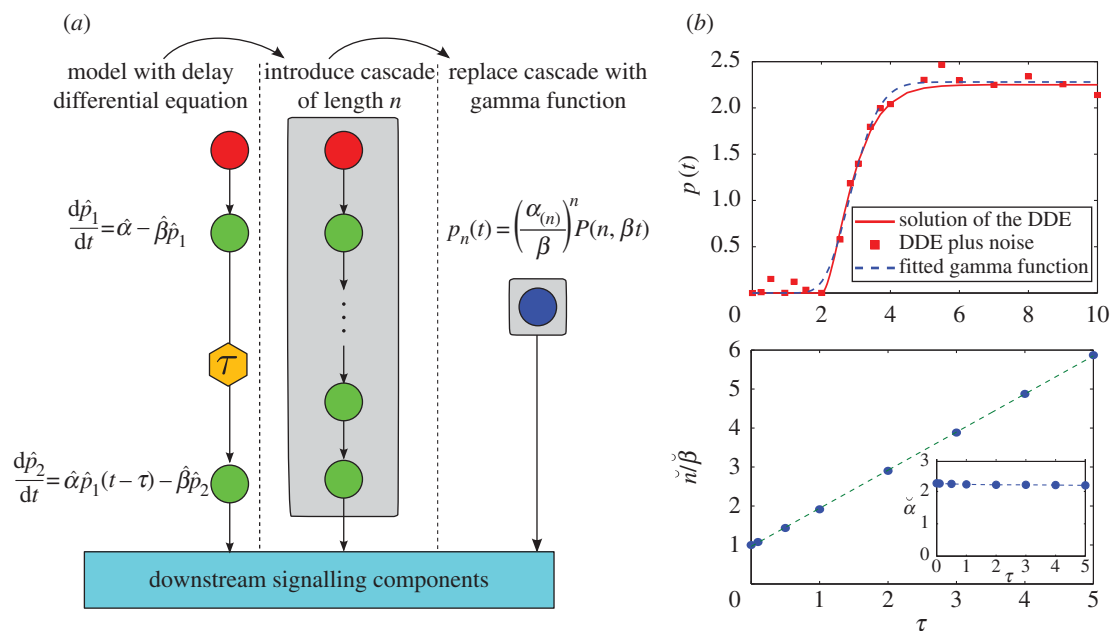 (a)
model with delay
differential equation
introduce cascade
of length n
replace cascade with
gamma function
dp̂₁/dt = α̂ − β̂p̂₁
τ
dp̂₂/dt = α̂p̂₁(t − τ) − β̂p̂₂
pₙ(t) = (α₍ₙ₎/β)ⁿ P(n, βt)
downstream signalling components
(b)
p(t)
2.5
2.0
1.5
1.0
0.5
solution of the DDE
DDE plus noise
fitted gamma function
0 2 4 6 8 10
n̆/β̆
6
5
4
3
2
1
0 1 2 3 4 5
τ
ᾰ
3
2
1
0
0 1 2 3 4 5
τ